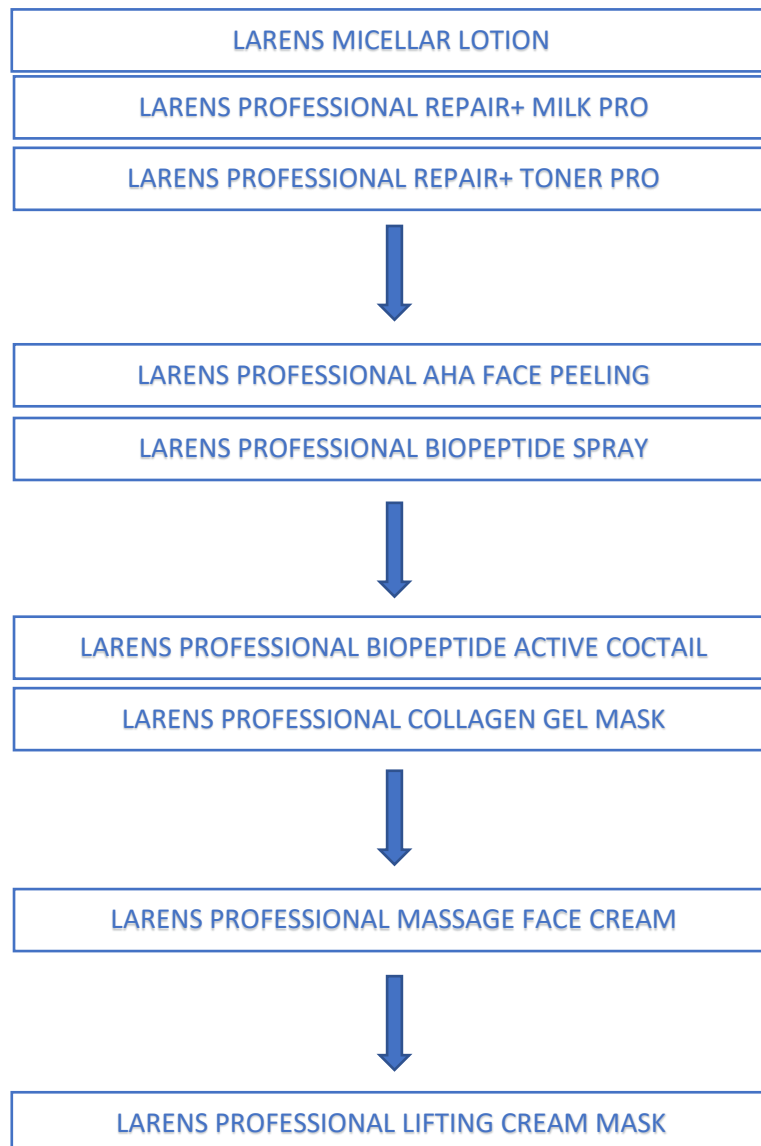 LARENS MICELLAR LOTION
LARENS PROFESSIONAL REPAIR+ MILK PRO
LARENS PROFESSIONAL REPAIR+ TONER PRO
LARENS PROFESSIONAL AHA FACE PEELING
LARENS PROFESSIONAL BIOPEPTIDE SPRAY
LARENS PROFESSIONAL BIOPEPTIDE ACTIVE COCTAIL
LARENS PROFESSIONAL COLLAGEN GEL MASK
LARENS PROFESSIONAL MASSAGE FACE CREAM
LARENS PROFESSIONAL LIFTING CREAM MASK